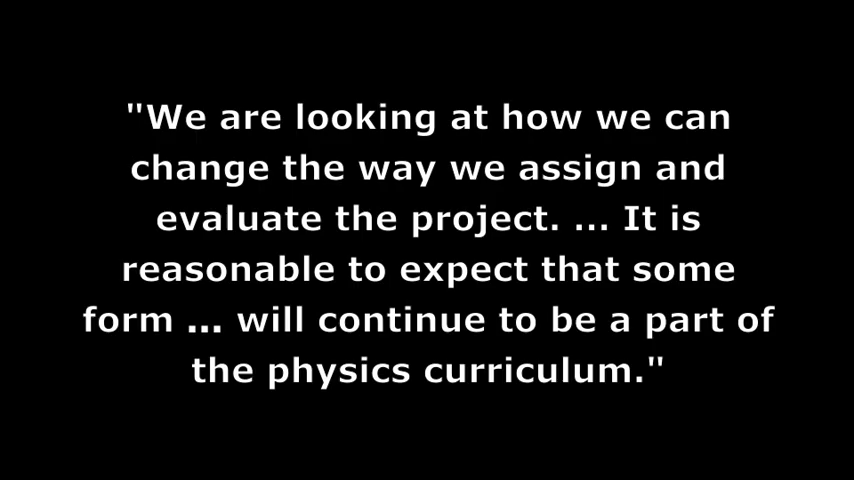 "We are looking at how we can
change the way we assign and
evaluate the project. ... It is
reasonable to expect that some
form ... will continue to be a part of
the physics curriculum."